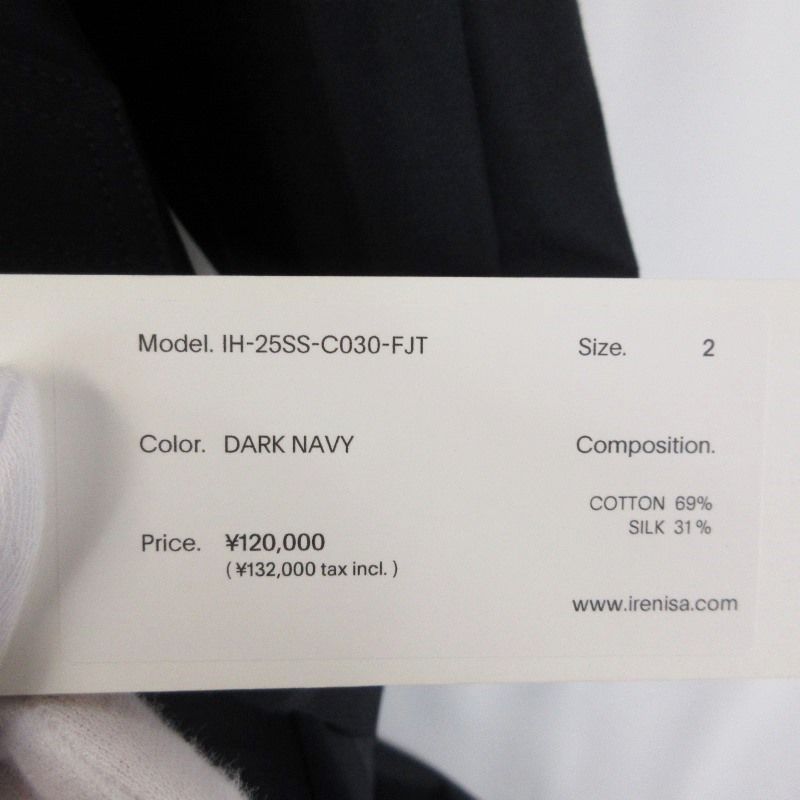 Model. IH-25SS-C030-FJT
Size. 2
Color. DARK NAVY
Composition.
COTTON 69%
SILK 31%
Price. ¥120,000
( ¥132,000 tax incl. )
www.irenisa.com